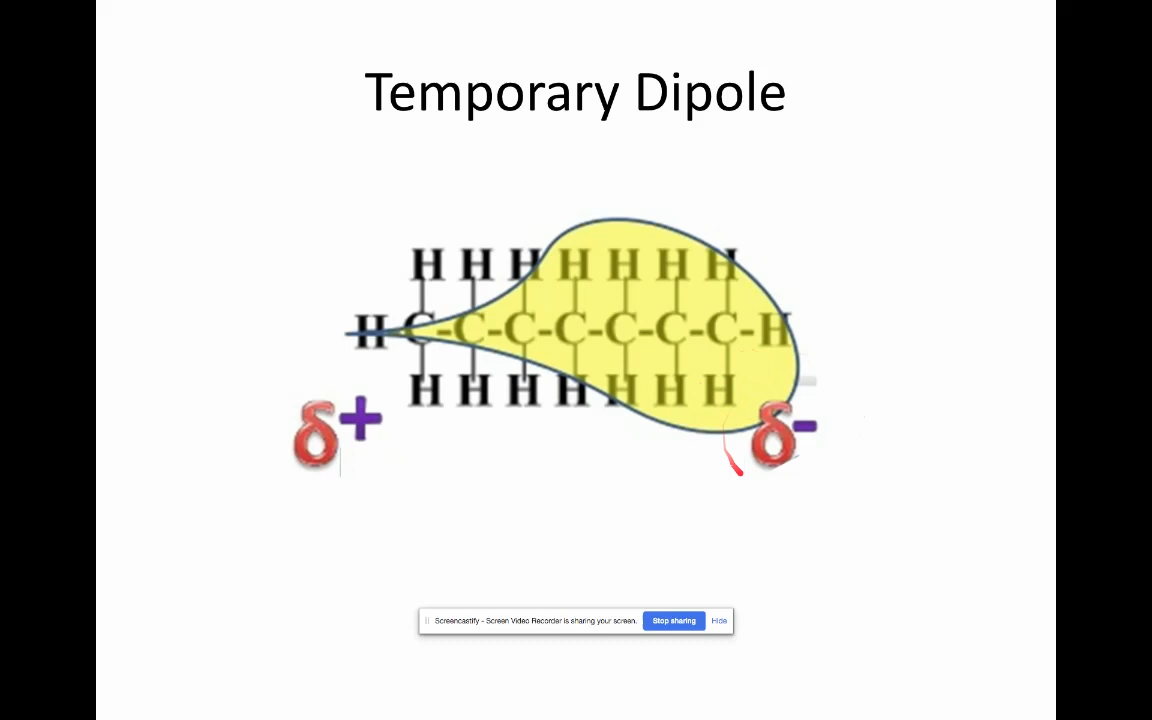 Temporary Dipole
H H H H H H H
H C-C-C-C-C-C-C-H
H H H H H H H
δ+ δ-
Screencastify - Screen Video Recorder is sharing your screen. Stop sharing Hide